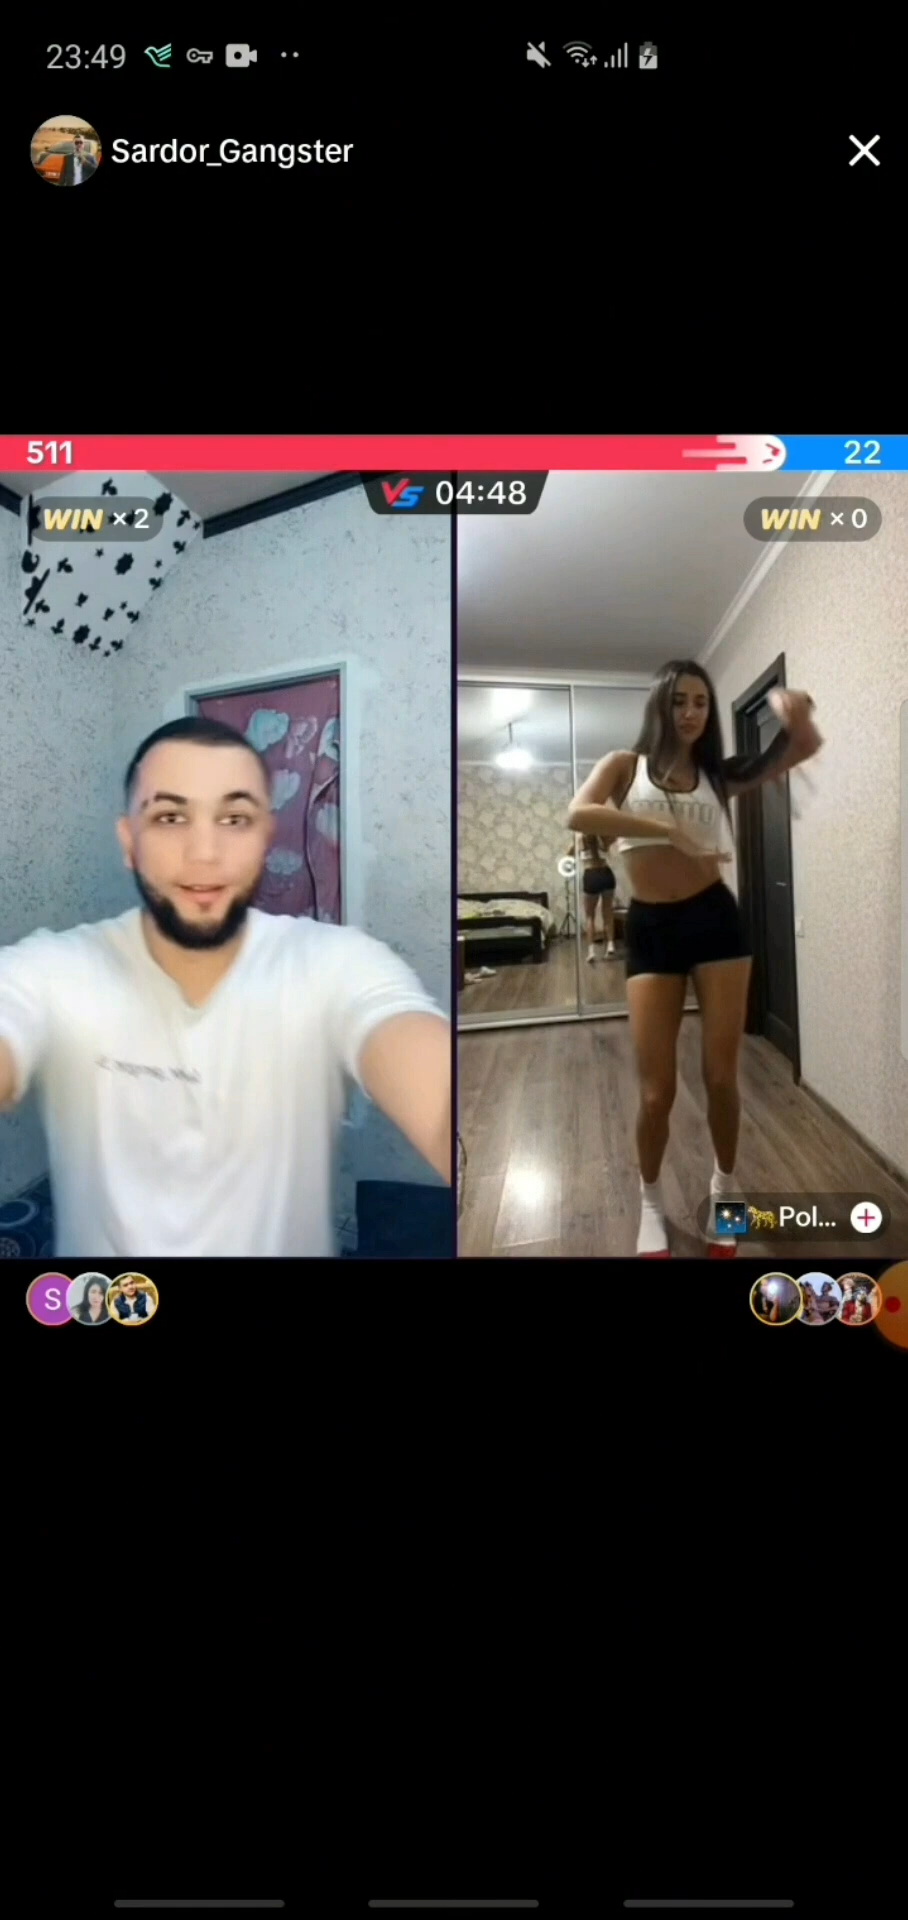 23:49
Sardor_Gangster
511
22
VS 04:48
WIN × 2
WIN × 0
Pol...
S